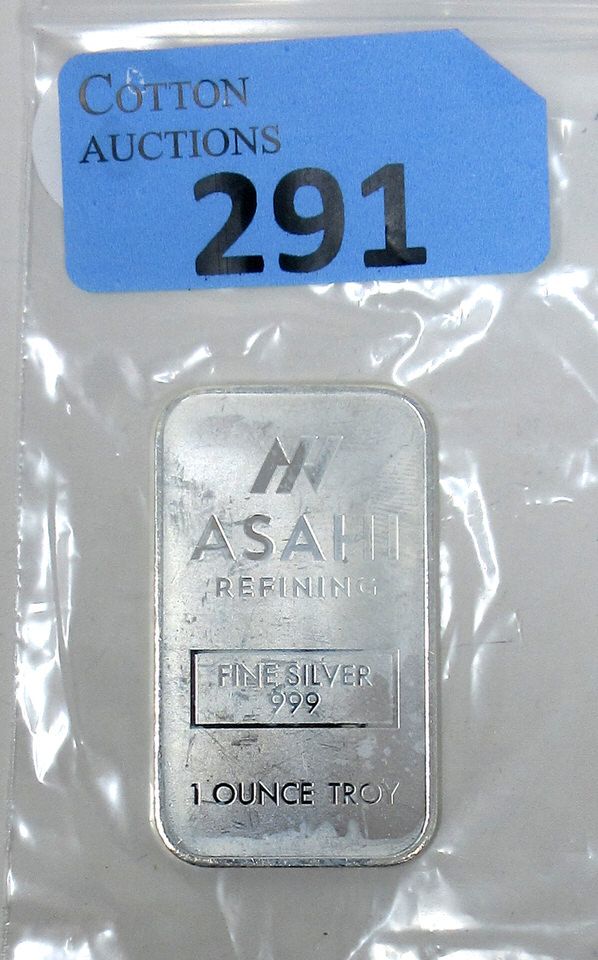 COTTON
AUCTIONS
291
ASAHI
REFINING
FINE SILVER
999
1 OUNCE TROY